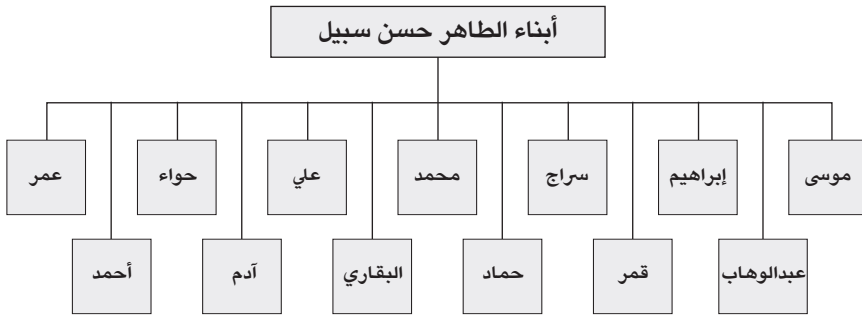 أبناء الطاهر حسن سبيل
موسى
إبراهيم
سراج
محمد
علي
حواء
عمر
عبدالوهاب
قمر
حماد
البقاري
آدم
أحمد